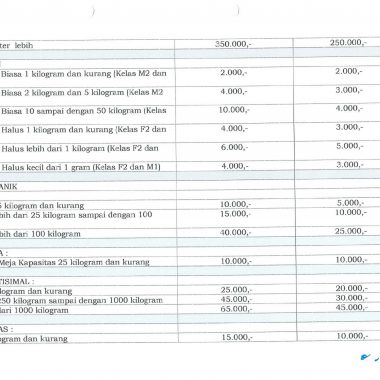 ter lebih 350.000,- 250.000,-
Biasa 1 kilogram dan kurang (Kelas M2 dan 2.000,- 2.000,-
Biasa 2 kilogram dan 5 kilogram (Kelas M2 4.000,- 3.000,-
Biasa 10 sampai dengan 50 kilogram (Kelas 10.000,- 4.000,-
Halus 1 kilogram dan kurang (Kelas F2 dan 4.000,- 3.000,-
Halus lebih dari 1 kilogram (Kelas F2 dan 6.000,- 5.000,-
Halus kecil dari 1 gram (Kelas F2 dan M1) 4.000,- 3.000,-
ANIK
kilogram dan kurang 10.000,- 5.000,-
bih dari 25 kilogram sampai dengan 100 15.000,- 10.000,-
bih dari 100 kilogram 40.000,- 25.000,-
A :
Meja Kapasitas 25 kilogram dan kurang 10.000,- 10.000,-
TISIMAL :
logram dan kurang 25.000,- 20.000,-
250 kilogram sampai dengan 1000 kilogram 45.000,- 30.000,-
dari 1000 kilogram 65.000,- 45.000,-
AS :
ogram dan kurang 15.000,- 10.000,-